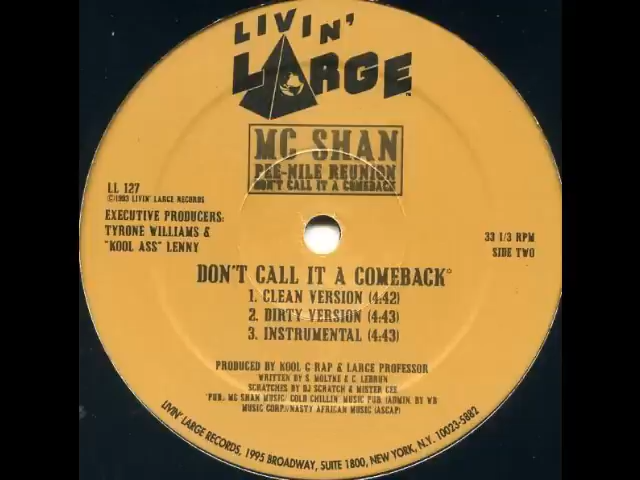 LIVIN'
LARGE
MC SHAN
PEE-NILE REUNION
DON'T CALL IT A COMEBACK
LL 127
©1993 LIVIN' LARGE RECORDS
EXECUTIVE PRODUCERS:
TYRONE WILLIAMS &
"KOOL ASS" LENNY
33 1/3 RPM
SIDE TWO
DON'T CALL IT A COMEBACK
1. CLEAN VERSION (4:42)
2. DIRTY VERSION (4:43)
3. INSTRUMENTAL (4:43)
PRODUCED BY KOOL G RAP & LARGE PROFESSOR
WRITTEN BY S. MOLTKE & C. LEBRUN
SCRATCHES BY DJ SCRATCH & MISTER CEE
PUB: MC SHAN MUSIC/ COLD CHILLIN' MUSIC PUB. (ADMIN. BY WB
MUSIC CORP)/NASTY AFRICAN MUSIC (ASCAP)
LIVIN' LARGE RECORDS, 1995 BROADWAY, SUITE 1800, NEW YORK, N.Y. 10023-5882